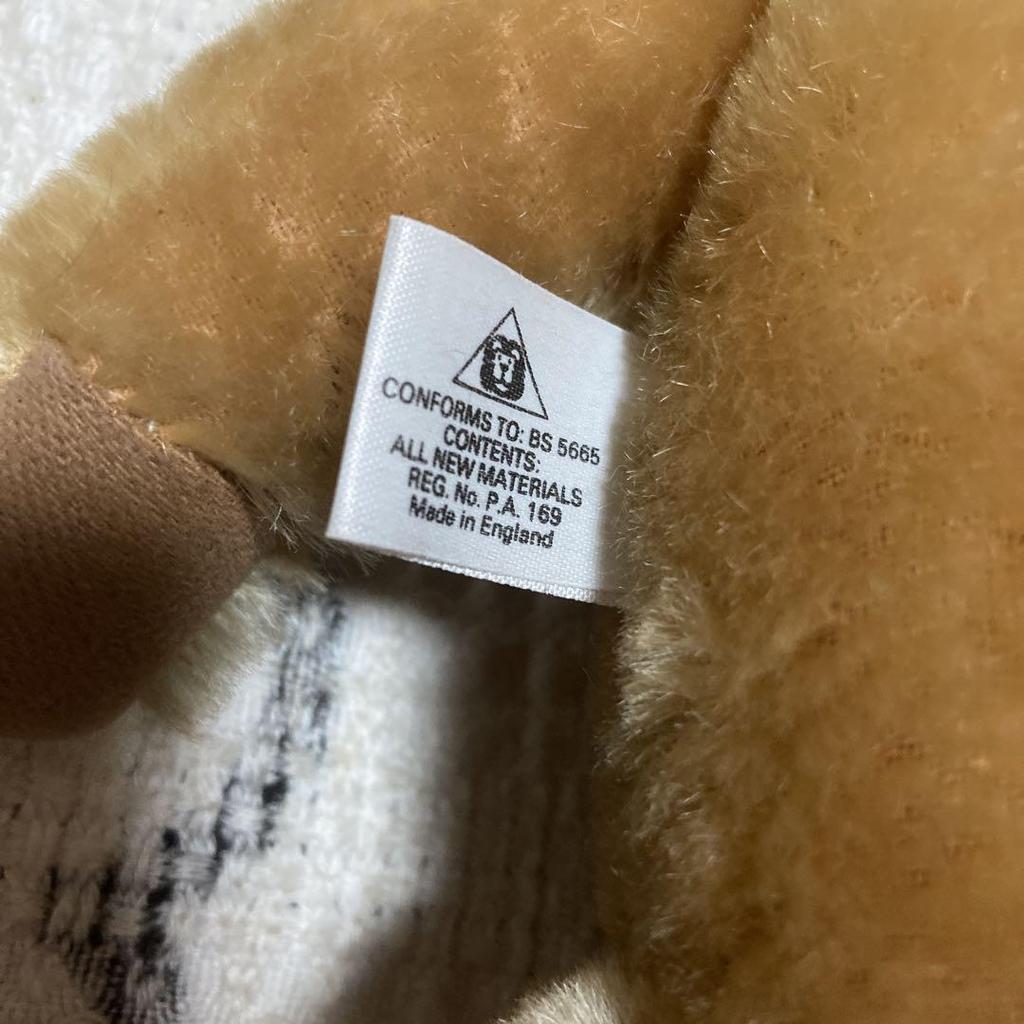 CONFORMS TO: BS 5665
CONTENTS:
ALL NEW MATERIALS
REG. No. P.A. 169
Made in England